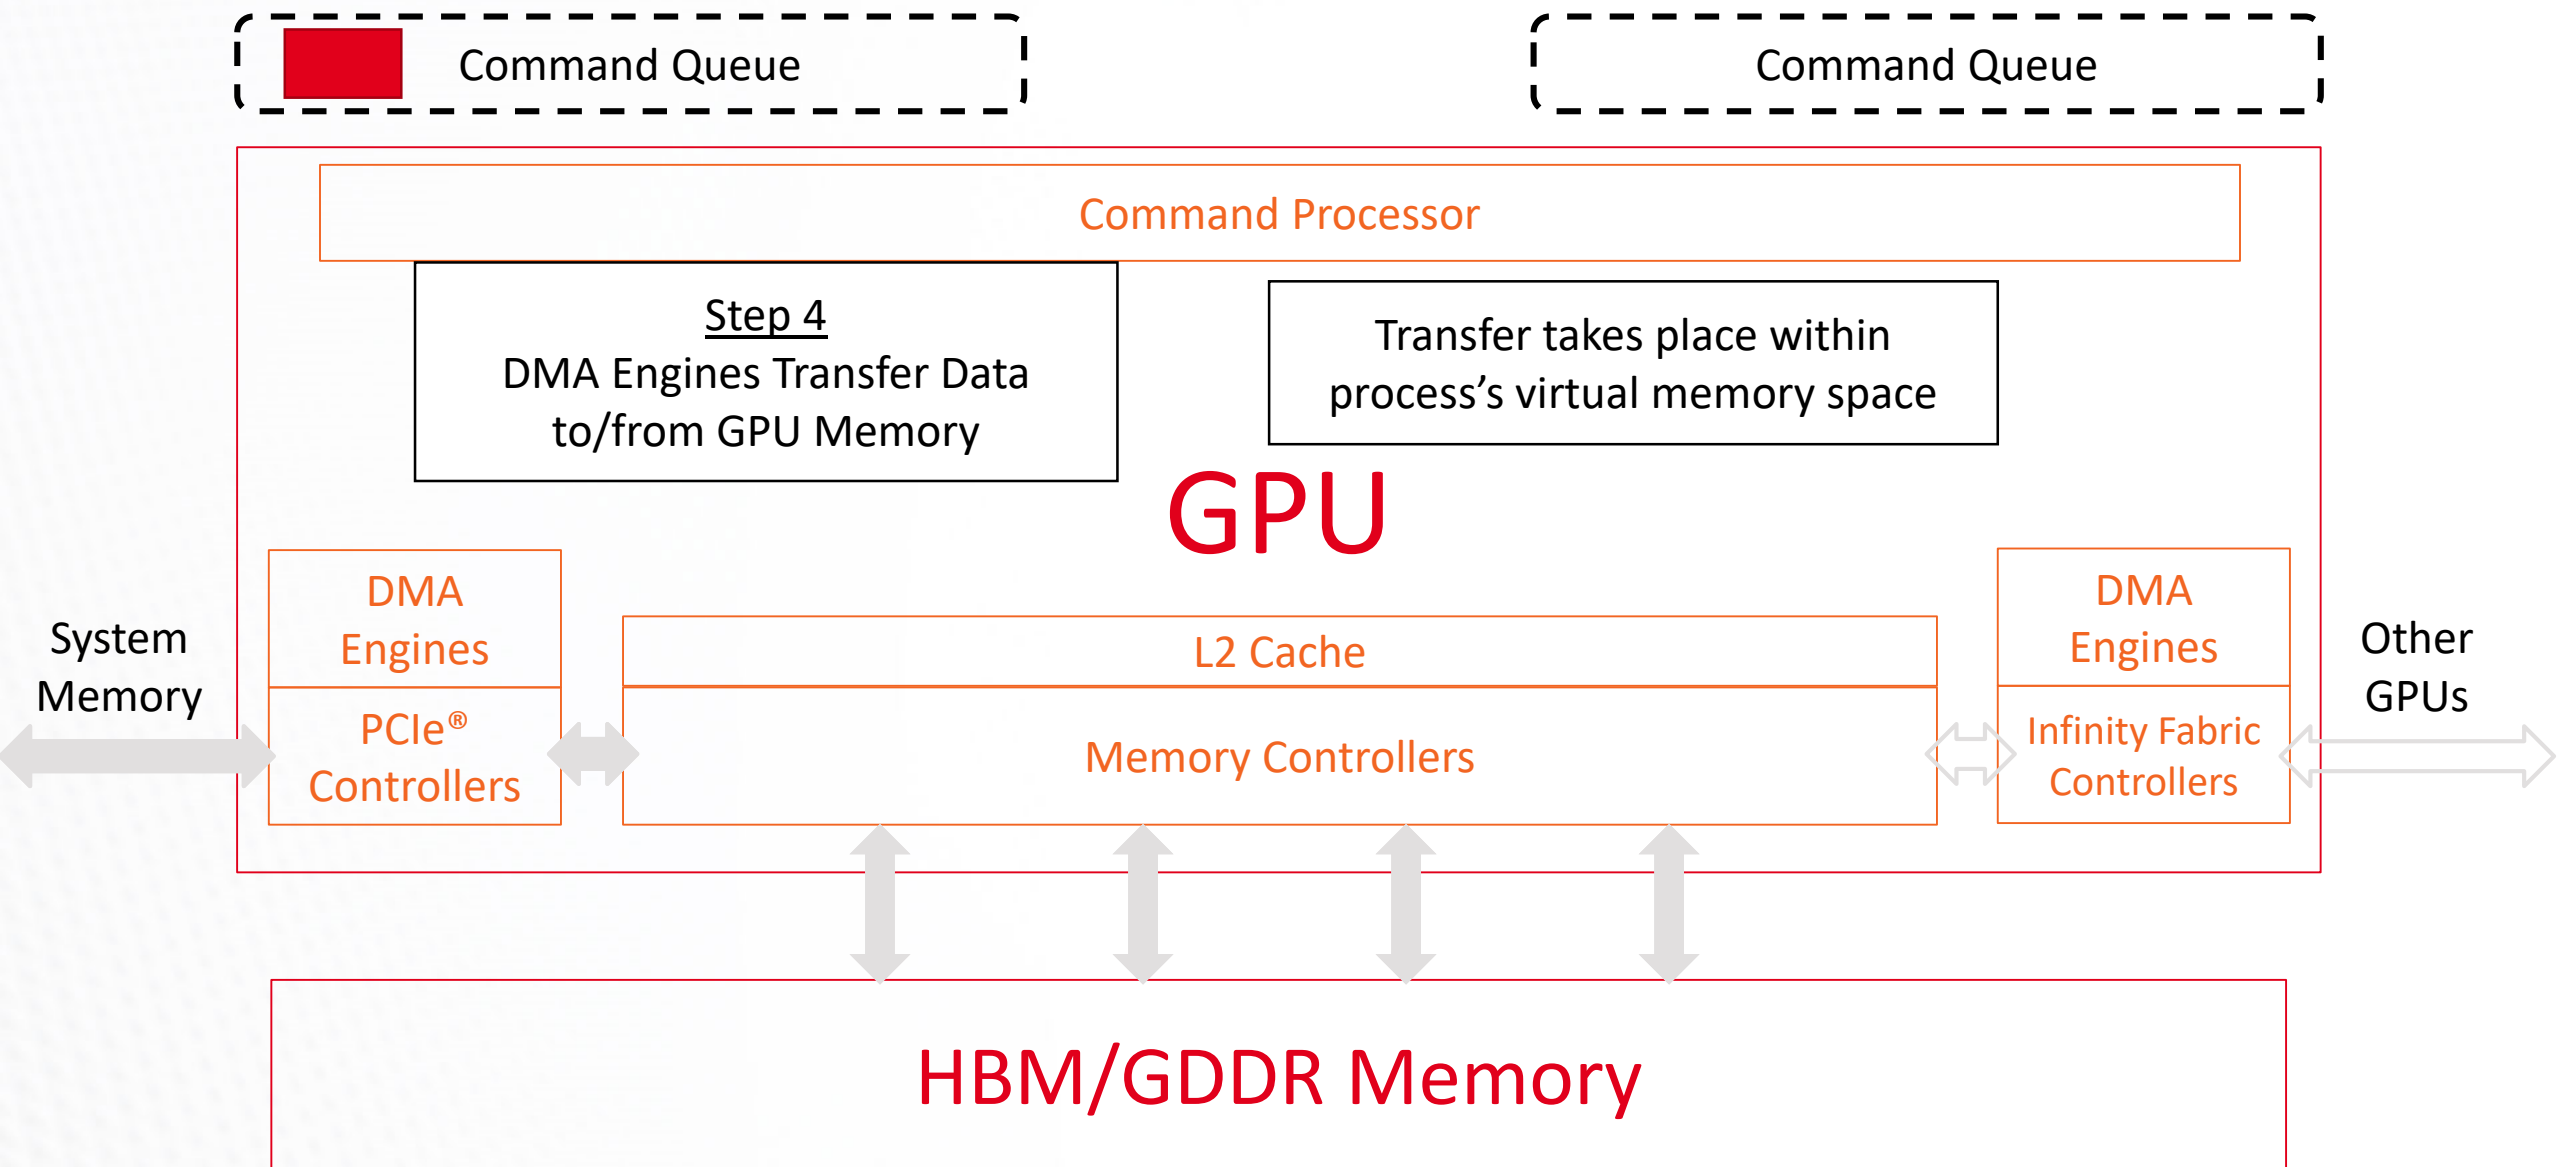 Command Queue
Command Queue
Command Processor
Step 4
DMA Engines Transfer Data
to/from GPU Memory
Transfer takes place within
process’s virtual memory space
GPU
System
Memory
DMA
Engines
PCIe®
Controllers
L2 Cache
Memory Controllers
DMA
Engines
Infinity Fabric
Controllers
Other
GPUs
HBM/GDDR Memory